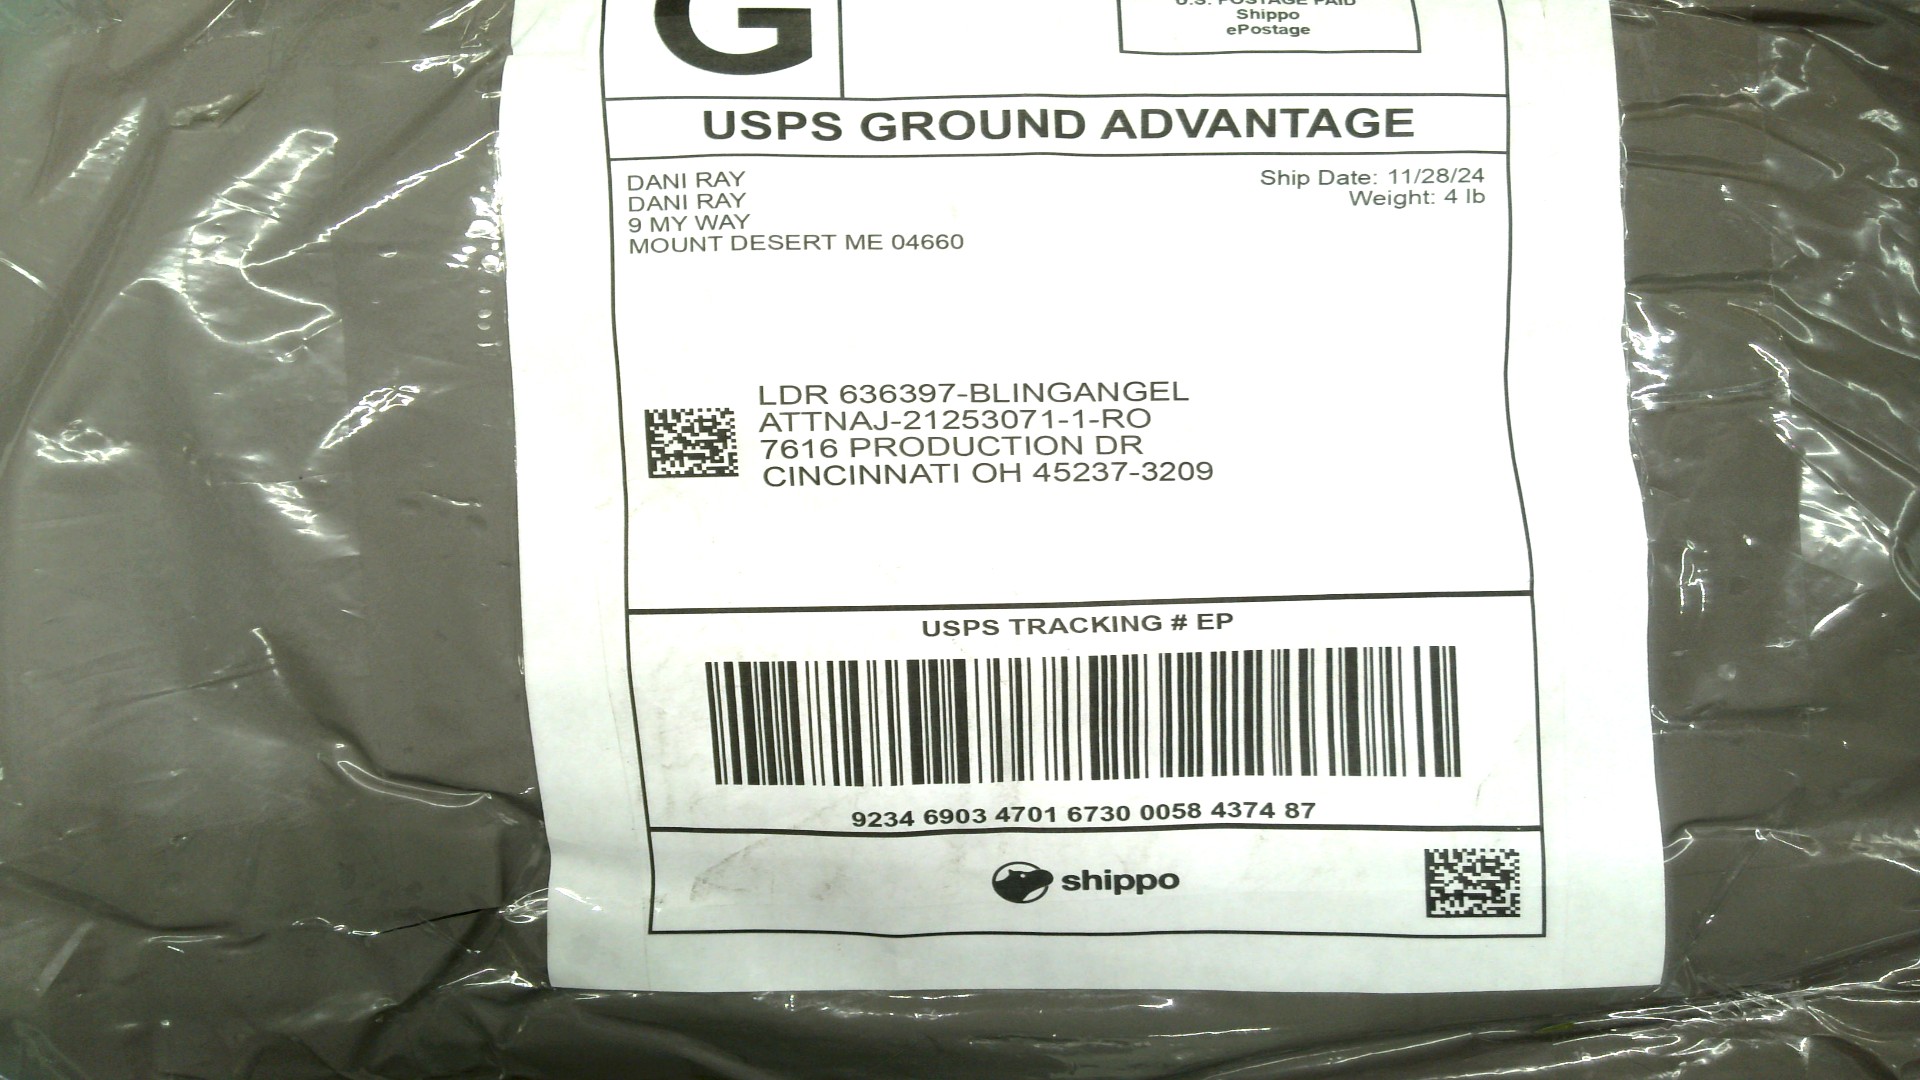 G
U.S. POSTAGE PAID
Shippo
ePostage
USPS GROUND ADVANTAGE
DANI RAY
DANI RAY
9 MY WAY
MOUNT DESERT ME 04660
Ship Date: 11/28/24
Weight: 4 lb
LDR 636397-BLINGANGEL
ATTNAJ-21253071-1-RO
7616 PRODUCTION DR
CINCINNATI OH 45237-3209
USPS TRACKING # EP
9234 6903 4701 6730 0058 4374 87
shippo